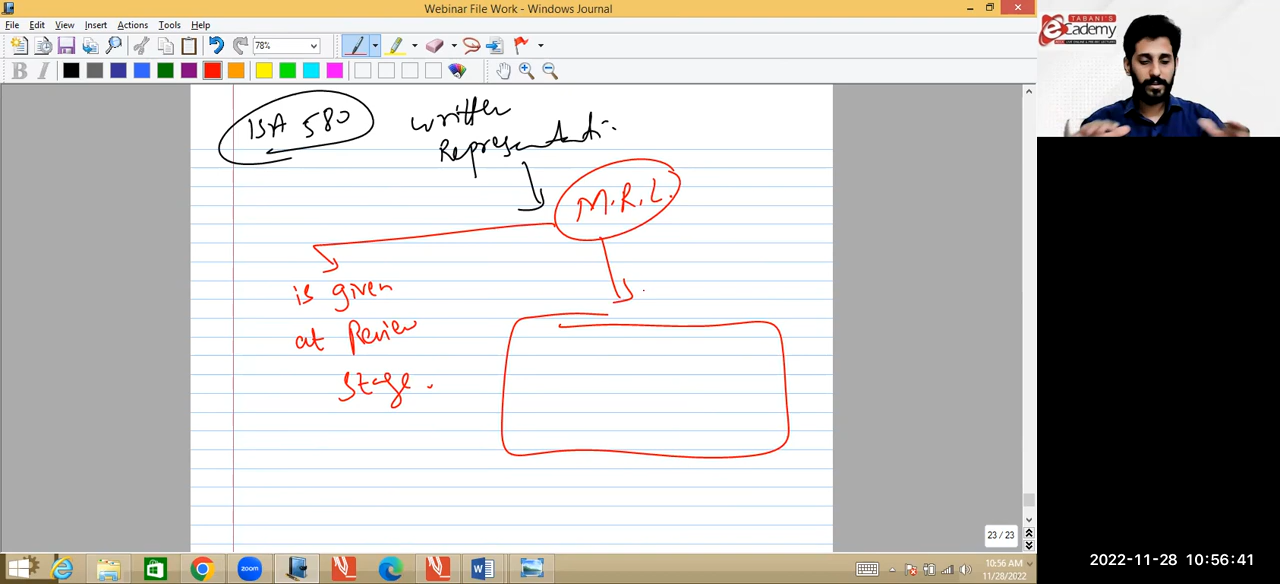 Webinar File Work - Windows Journal
File Edit View Insert Actions Tools Help
78%
B I
TABANI'S
eCademy
ISA 580
written
M.R.L.
is given
at Review
stage.
23 / 23
zoom
10:56 AM
11/28/2022
2022-11-28 10:56:41